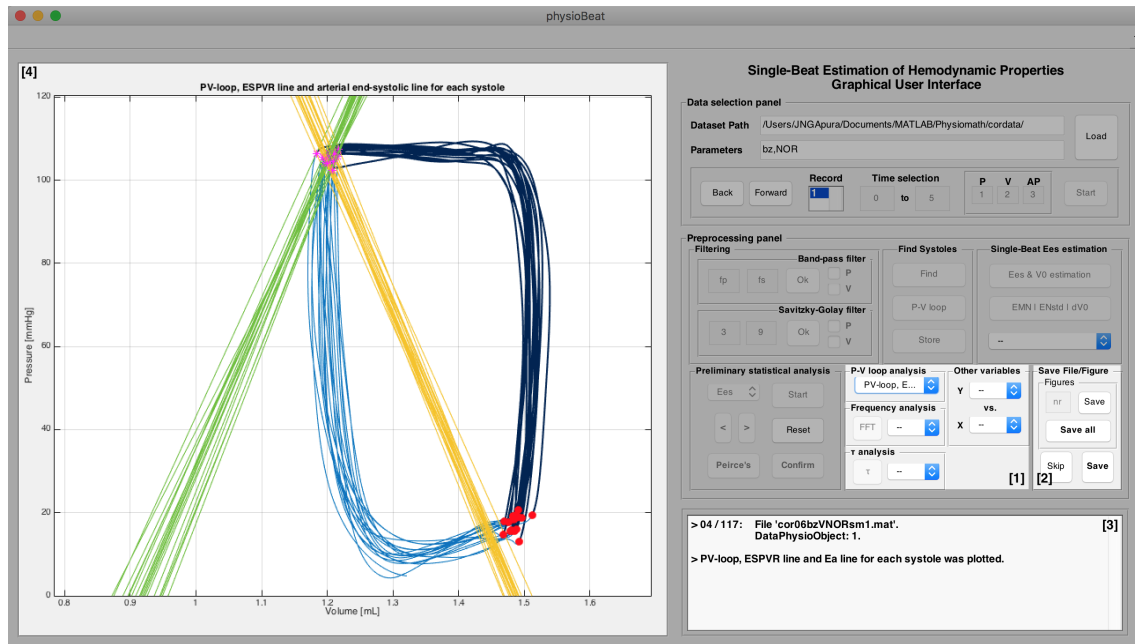 physioBeat
[4]
PV-loop, ESPVR line and arterial end-systolic line for each systole
Pressure [mmHg]
120
100
80
60
40
20
0
0.8
0.9
1
1.1
1.2
1.3
1.4
1.5
1.6
Volume [mL]
Single-Beat Estimation of Hemodynamic Properties
Graphical User Interface
Data selection panel
Dataset Path /Users/JNGApura/Documents/MATLAB/Physiomath/cordata/
Load
Parameters bz,NOR
Record
Time selection
P V AP
Back Forward 1 0 to 5 1 2 3 Start
Preprocessing panel
Filtering
Band-pass filter
fp fs Ok P
V
Savitzky-Golay filter
3 9 Ok P
V
Find Systoles
Find
P-V loop
Store
Single-Beat Ees estimation
Ees & V0 estimation
EMN | ENstd | dV0
--
Preliminary statistical analysis
Ees Start
< > Reset
Peirce's Confirm
P-V loop analysis
PV-loop, E...
Frequency analysis
FFT --
τ analysis
τ --
Other variables
Y --
vs.
X --
[1]
Save File/Figure
Figures
nr Save
Save all
Skip Save
[2]
> 04 / 117: File 'cor06bzVNORsm1.mat'.
DataPhysioObject: 1.
[3]
> PV-loop, ESPVR line and Ea line for each systole was plotted.